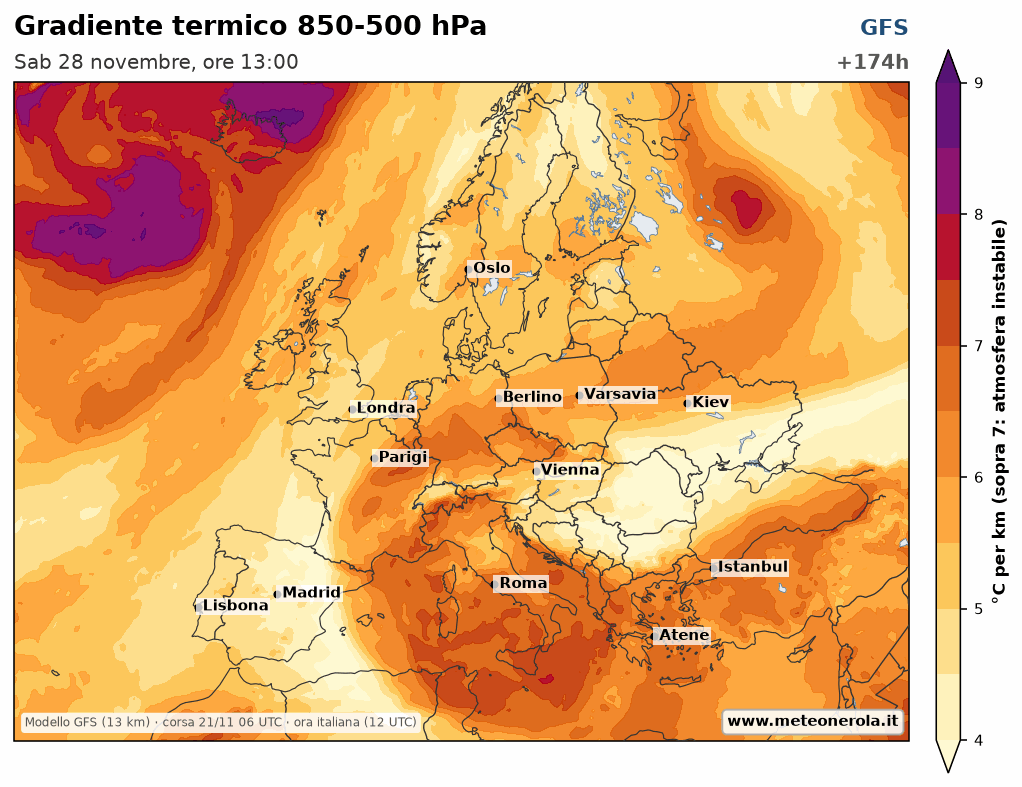 Gradiente termico 850-500 hPa
GFS
Sab 28 novembre, ore 13:00
+174h
Oslo
Londra
Berlino
Varsavia
Kiev
Parigi
Vienna
Istanbul
Roma
Madrid
Lisbona
Atene
Modello GFS (13 km) · corsa 21/11 06 UTC · ora italiana (12 UTC)
www.meteonerola.it
9
8
7
6
5
4
°C per km (sopra 7: atmosfera instabile)